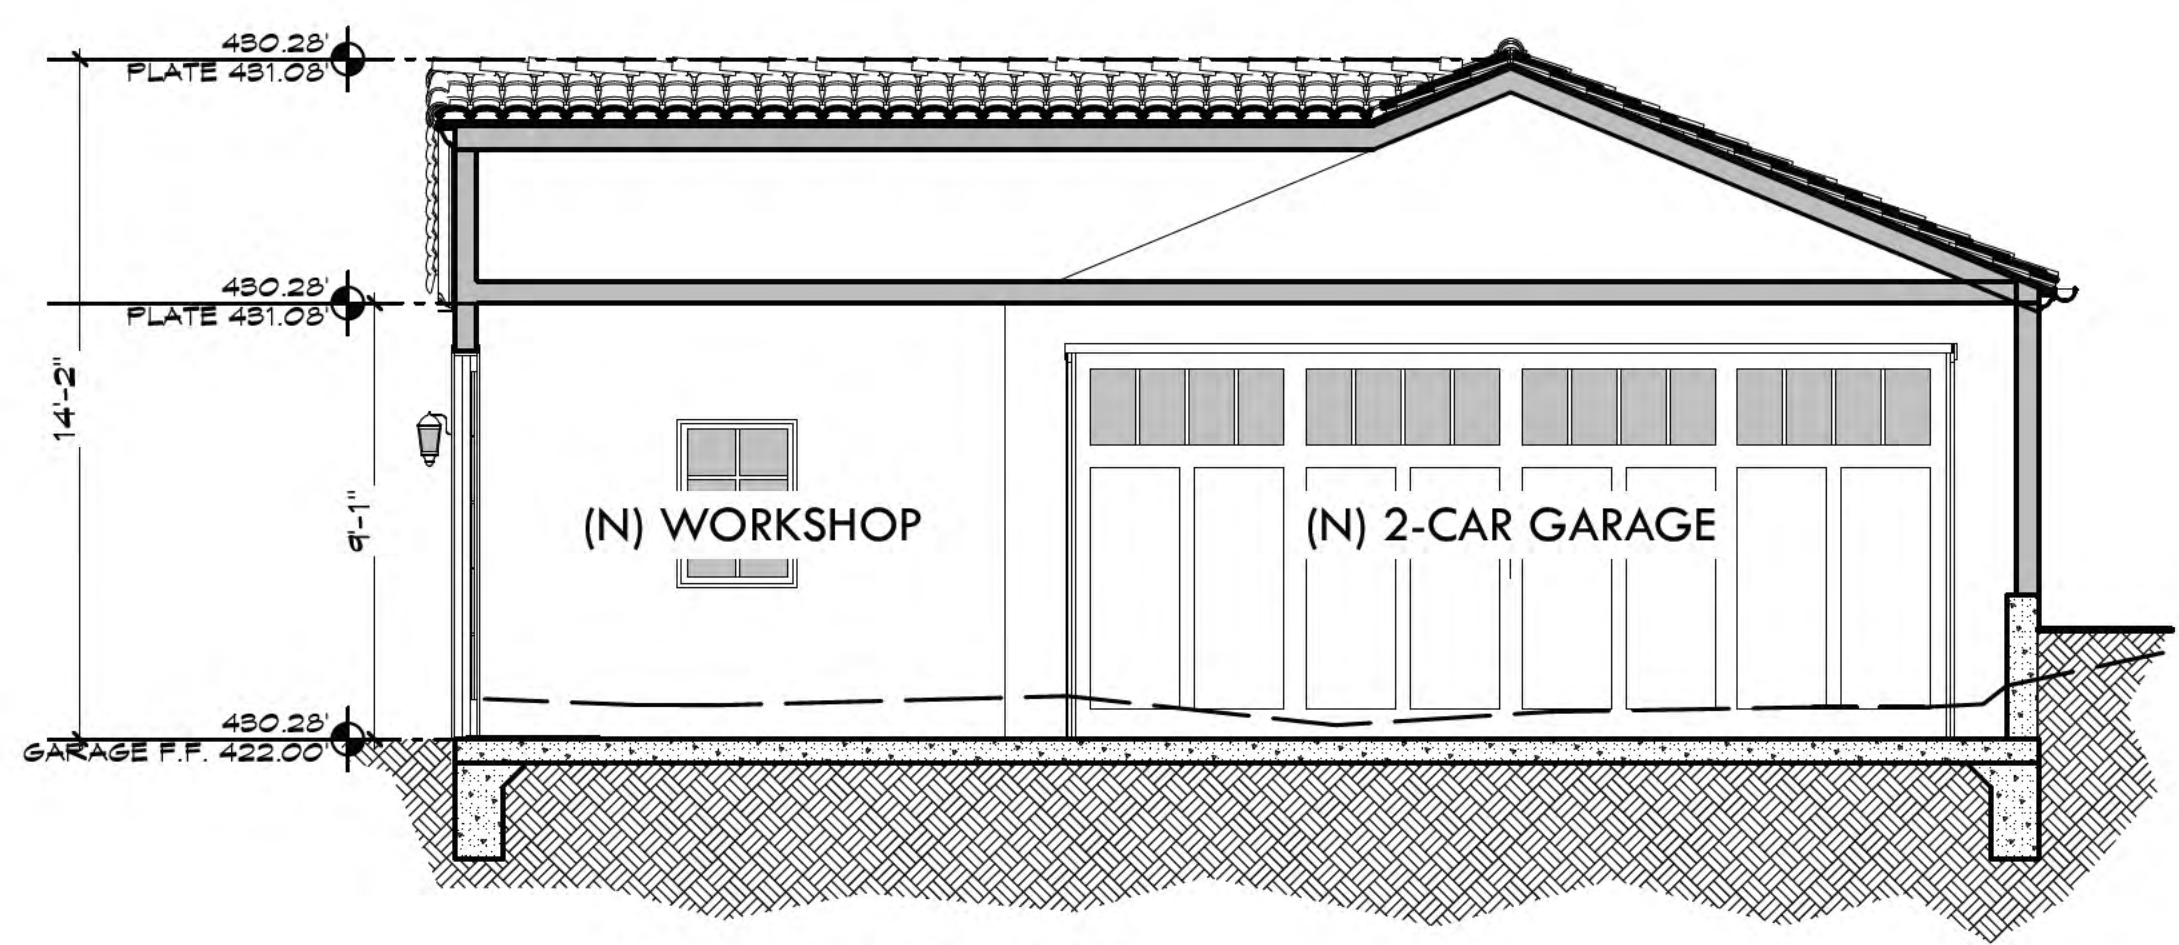 430.28'
PLATE 431.08'
430.28'
PLATE 431.08'
14'-2"
9'-1"
(N) WORKSHOP
(N) 2-CAR GARAGE
430.28'
GARAGE F.F. 422.00'